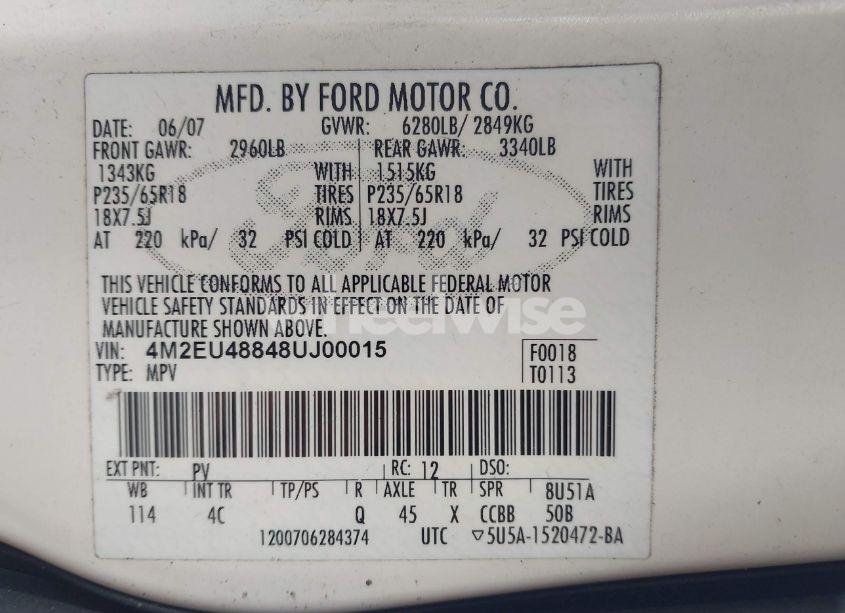 MFD. BY FORD MOTOR CO.
DATE: 06/07 GVWR: 6280LB/ 2849KG
FRONT GAWR: 2960LB REAR GAWR: 3340LB
1343KG WITH 1515KG WITH
P235/65R18 TIRES P235/65R18 TIRES
18X7.5J RIMS 18X7.5J RIMS
AT 220 kPa/ 32 PSI COLD AT 220 kPa/ 32 PSI COLD
Ford
THIS VEHICLE CONFORMS TO ALL APPLICABLE FEDERAL MOTOR
VEHICLE SAFETY STANDARDS IN EFFECT ON THE DATE OF
MANUFACTURE SHOWN ABOVE.
VIN: 4M2EU48848UJ00015 F0018
TYPE: MPV T0113
EXT PNT: PV RC: 12 DSO:
WB INT TR TP/PS R AXLE TR SPR 8U51A
114 4C Q 45 X CCBB 50B
1200706284374 UTC ▽5U5A-1520472-BA